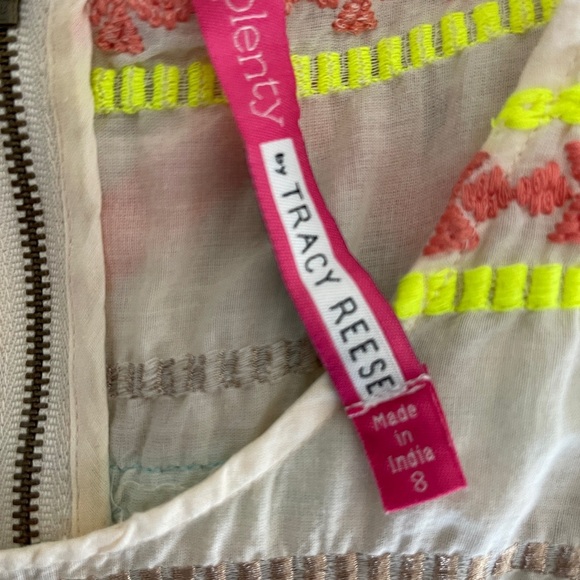 plenty
by TRACY REESE
Made
in
India
8